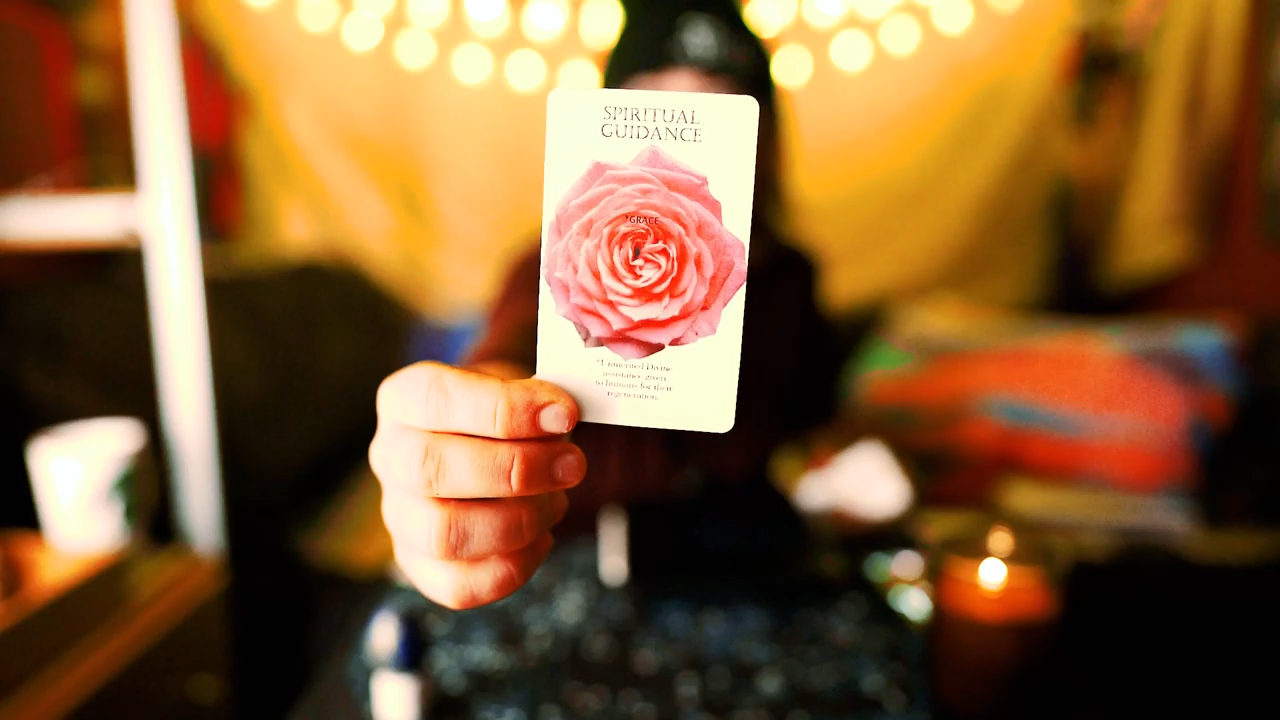 SPIRITUAL
GUIDANCE
*GRACE
*Unmerited Divine
assistance given
to humans for their
regeneration.